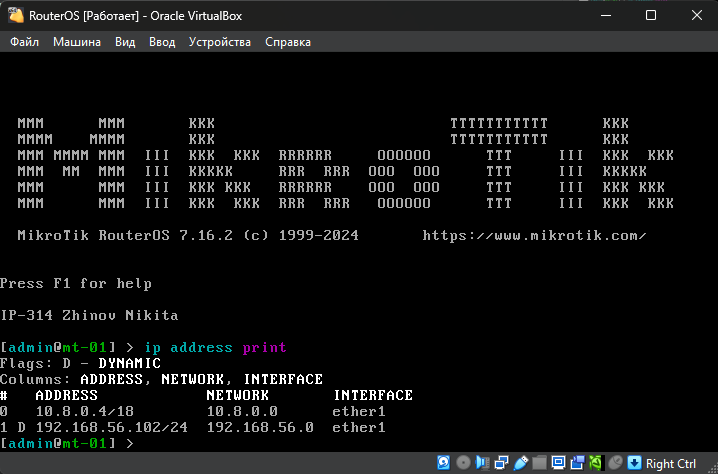 RouterOS [Работает] - Oracle VirtualBox
Файл Машина Вид Ввод Устройства Справка
MMM      MMM       KKK                          TTTTTTTTTTT      KKK
MMMM    MMMM       KKK                          TTTTTTTTTTT      KKK
MMM MMMM MMM  III  KKK  KKK  RRRRRR     OOOOOO      TTT     III  KKK  KKK
MMM  MM  MMM  III  KKKKK     RRR  RRR  OOO  OOO     TTT     III  KKKKK
MMM      MMM  III  KKK KKK   RRRRRR    OOO  OOO     TTT     III  KKK KKK
MMM      MMM  III  KKK  KKK  RRR  RRR   OOOOOO      TTT     III  KKK  KKK
MikroTik RouterOS 7.16.2 (c) 1999-2024       https://www.mikrotik.com/
Press F1 for help
IP-314 Zhinov Nikita
[admin@mt-01] > ip address print
Flags: D - DYNAMIC
Columns: ADDRESS, NETWORK, INTERFACE
#   ADDRESS            NETWORK       INTERFACE
0   10.8.0.4/18        10.8.0.0      ether1
1 D 192.168.56.102/24  192.168.56.0  ether1
[admin@mt-01] >
Right Ctrl